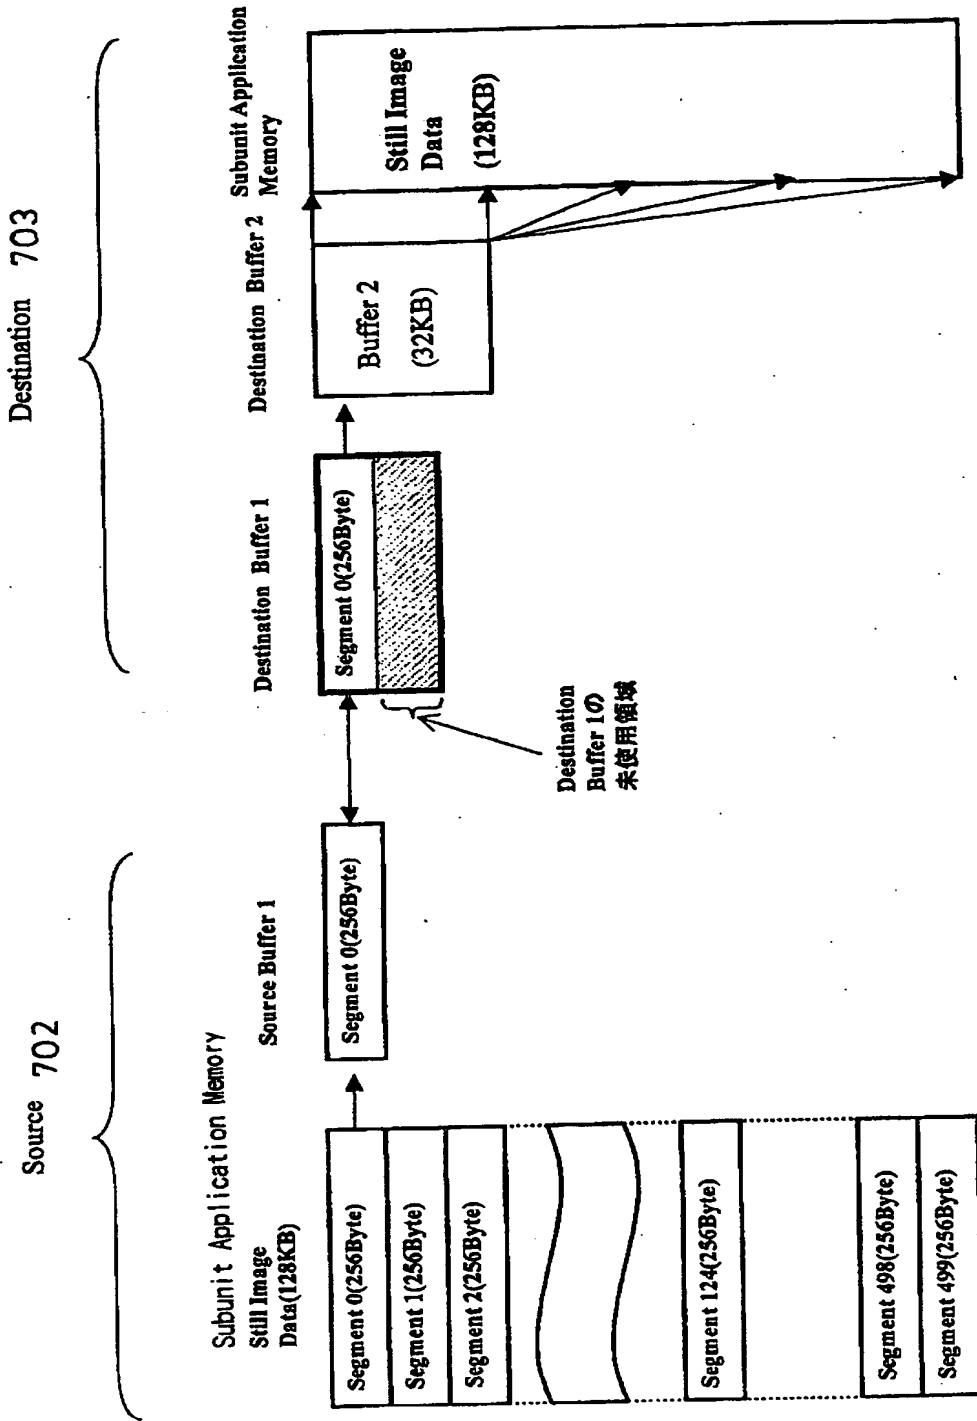 Source 702
Destination 703
Subunit Application Memory
Still Image
Data(128KB)
Segment 0(256Byte)
Segment 1(256Byte)
Segment 2(256Byte)
Segment 124(256Byte)
Segment 498(256Byte)
Segment 499(256Byte)
Source Buffer 1
Segment 0(256Byte)
Destination Buffer 1
Segment 0(256Byte)
Destination
Buffer 1の
未使用領域
Destination Buffer 2
Buffer 2
(32KB)
Subunit Application
Memory
Still Image
Data
(128KB)